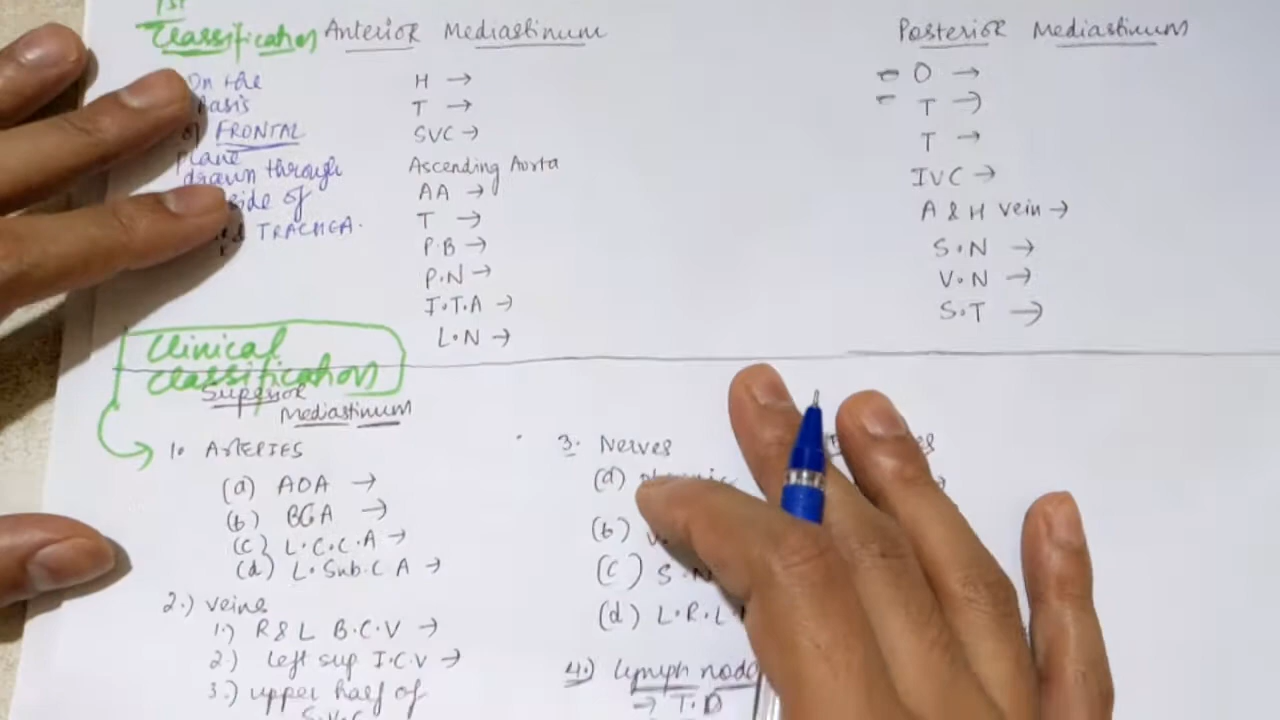 1st
Classification
On the
basis
of FRONTAL
plane
drawn through
side of
TRACHEA.
Anterior Mediastinum
H →
T →
SVC →
Ascending Aorta
AA →
T →
P.B →
P.N →
I.T.A →
L.N →
Posterior Mediastinum
- O →
- T →
T →
IVC →
A & H vein →
S.N →
V.N →
S.T →
Clinical
Classification
Superior
Mediastinum
1. ARTERIES
(a) AOA →
(b) BCA →
(c) L.C.C.A →
(d) L.Sub.C A →
2.) veins
1.) R & L B.C.V →
2.) left sup I.C.V →
3.) upper half of
S.V.C
3. Nerves
(a)
(b) V.
(c) S.N
(d) L.R.L.
4.) lymph node
→ T.D